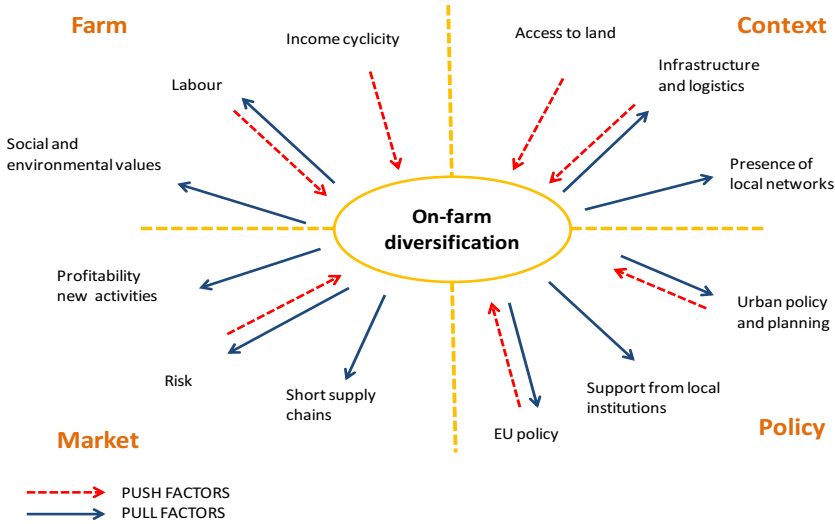 Farm
Income cyclicity
Access to land
Context
Infrastructure
and logistics
Labour
Social and
environmental values
Presence of
local networks
On-farm
diversification
Profitability
new activities
Urban policy
and planning
Risk
Short supply
chains
Support from local
institutions
EU policy
Market
Policy
PUSH FACTORS
PULL FACTORS